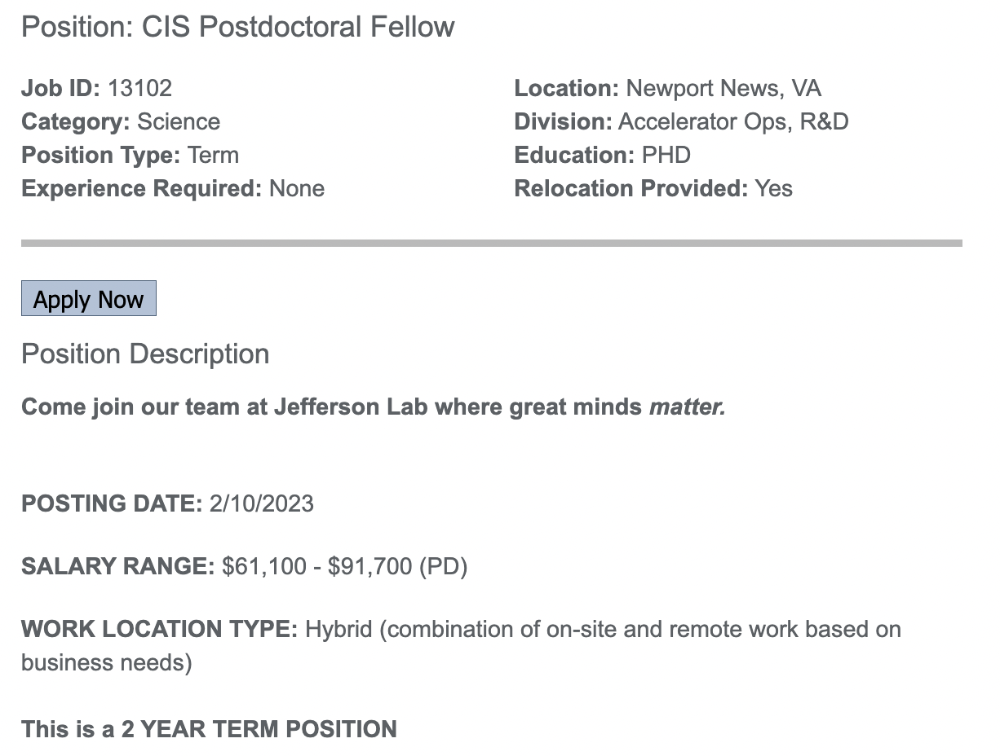 Position: CIS Postdoctoral Fellow
Job ID: 13102
Category: Science
Position Type: Term
Experience Required: None
Location: Newport News, VA
Division: Accelerator Ops, R&D
Education: PHD
Relocation Provided: Yes
Apply Now
Position Description
Come join our team at Jefferson Lab where great minds matter.
POSTING DATE: 2/10/2023
SALARY RANGE: $61,100 - $91,700 (PD)
WORK LOCATION TYPE: Hybrid (combination of on-site and remote work based on
business needs)
This is a 2 YEAR TERM POSITION